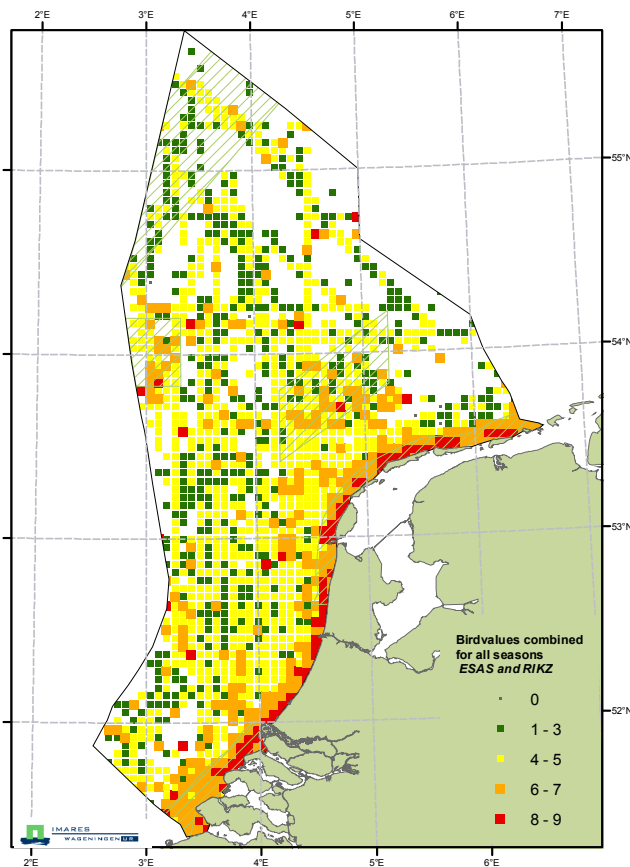 2°E 3°E 4°E 5°E 6°E 7°E
55°N
54°N
53°N
Birdvalues combined
for all seasons
ESAS and RIKZ
0
1 - 3
4 - 5
6 - 7
8 - 9
52°N
IMARES
WAGENINGEN UR
2°E 3°E 4°E 5°E 6°E